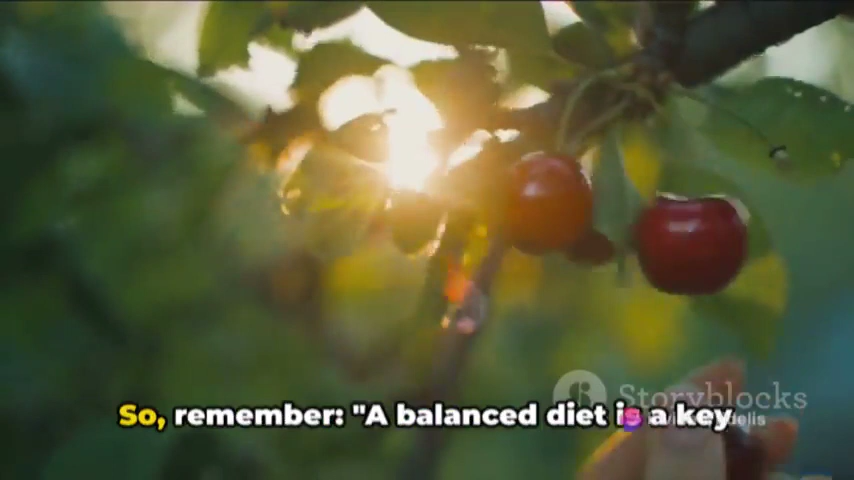 Storyblocks
So, remember: "A balanced diet is a key